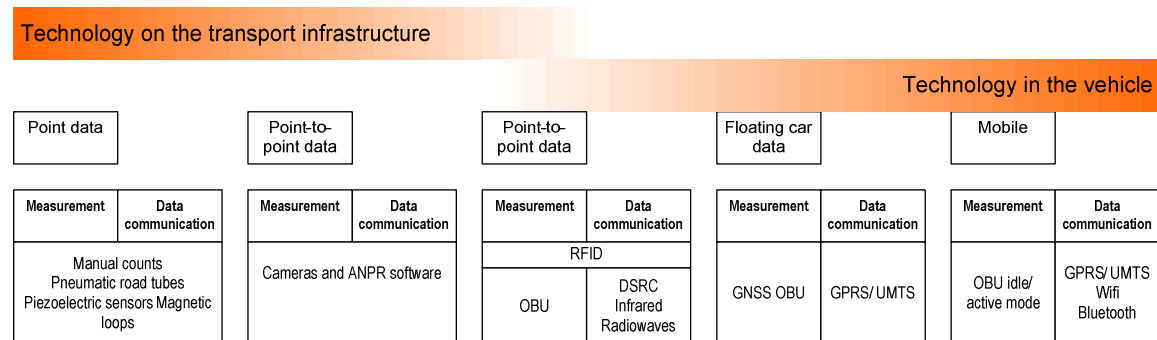 Technology on the transport infrastructure
Technology in the vehicle
Point data
Point-to-
point data
Point-to-
point data
Floating car
data
Mobile
Measurement
Data
communication
Manual counts
Pneumatic road tubes
Piezoelectric sensors Magnetic
loops
Measurement
Data
communication
Cameras and ANPR software
Measurement
Data
communication
RFID
OBU
DSRC
Infrared
Radiowaves
Measurement
Data
communication
GNSS OBU
GPRS/ UMTS
Measurement
Data
communication
OBU idle/
active mode
GPRS/ UMTS
Wifi
Bluetooth